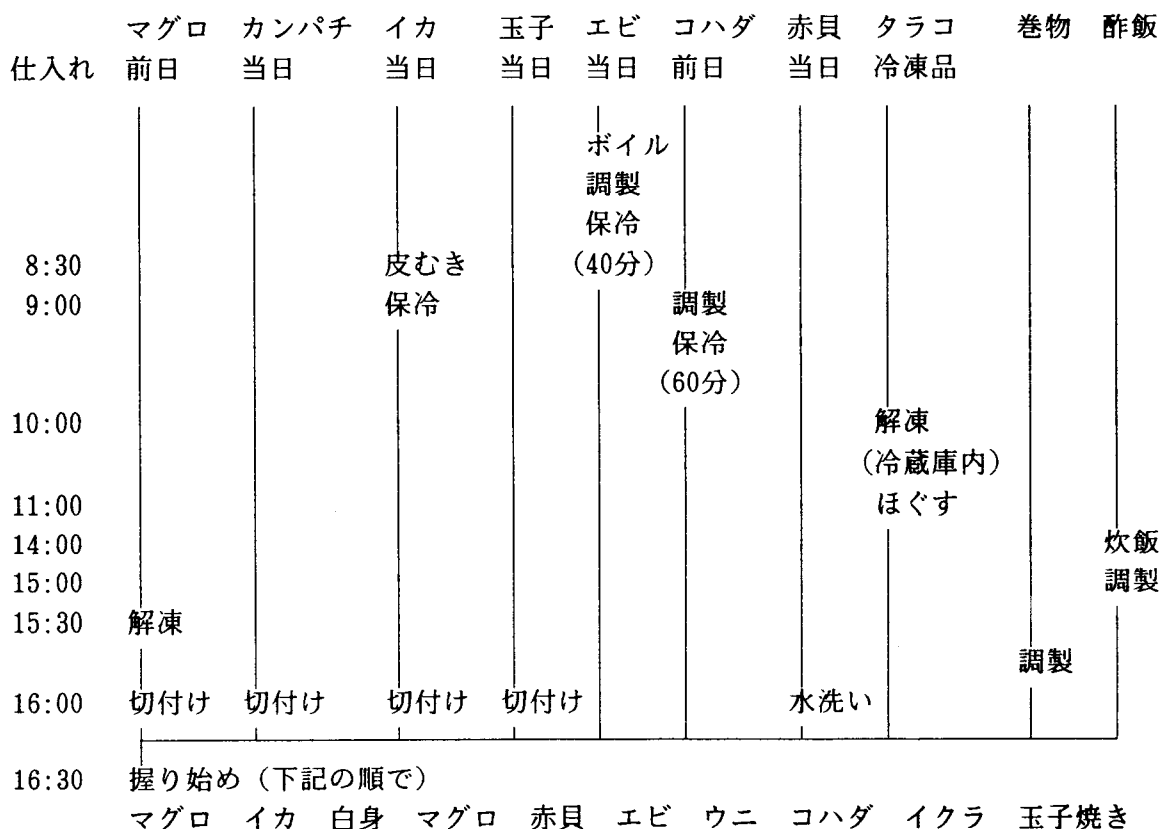 マグロ カンパチ イカ 玉子 エビ コハダ 赤貝 タラコ 巻物 酢飯
仕入れ 前日 当日 当日 当日 当日 前日 当日 冷凍品
ボイル
調製
保冷
8:30 皮むき (40分)
9:00 保冷 調製
保冷
(60分)
10:00 解凍
(冷蔵庫内)
11:00 ほぐす
14:00 炊飯
15:00 調製
15:30 解凍
調製
16:00 切付け 切付け 切付け 切付け 水洗い
16:30 握り始め（下記の順で）
マグロ イカ 白身 マグロ 赤貝 エビ ウニ コハダ イクラ 玉子焼き